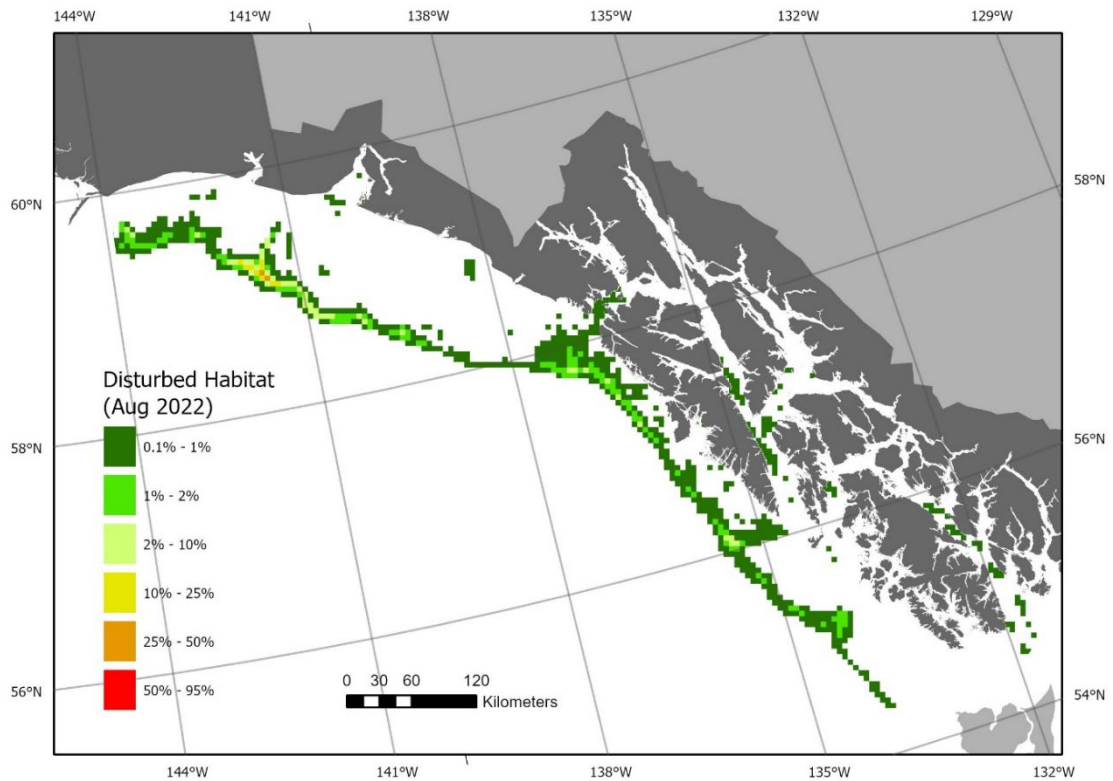 144°W 141°W 138°W 135°W 132°W 129°W
60°N
58°N
58°N
56°N
56°N
54°N
Disturbed Habitat
(Aug 2022)
0.1% - 1%
1% - 2%
2% - 10%
10% - 25%
25% - 50%
50% - 95%
0 30 60 120
Kilometers
144°W 141°W 138°W 135°W 132°W